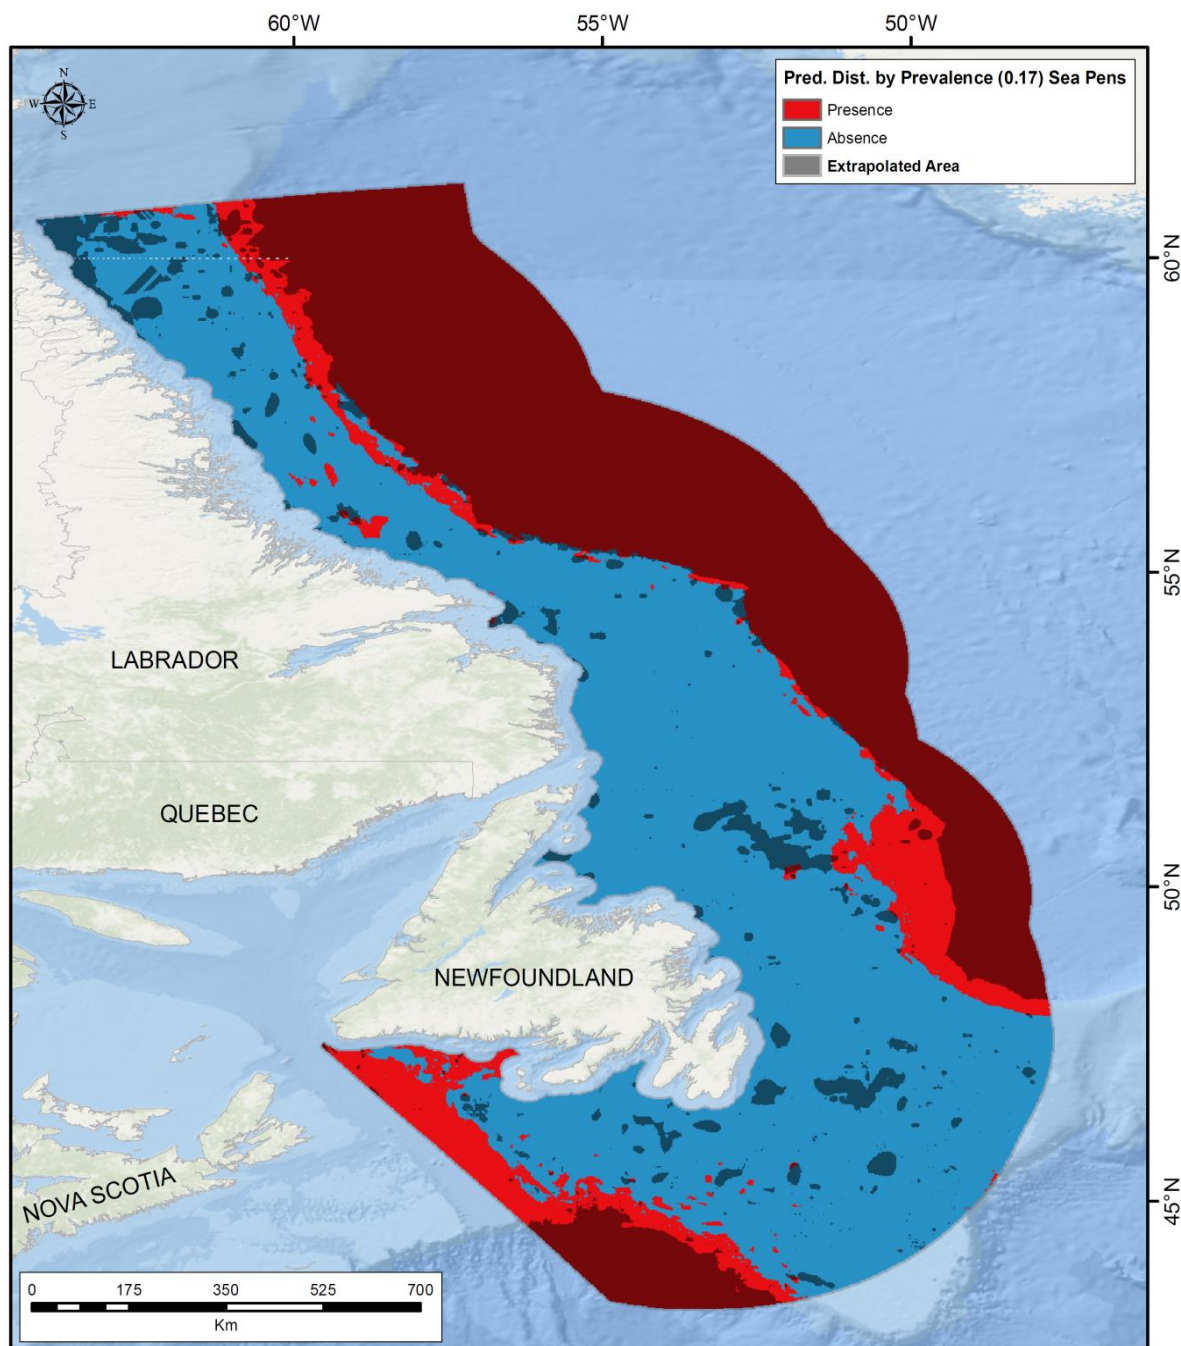 60°W 55°W 50°W
N
W E
S
Pred. Dist. by Prevalence (0.17) Sea Pens
Presence
Absence
Extrapolated Area
60°N
55°N
LABRADOR
QUEBEC
50°N
NEWFOUNDLAND
NOVA SCOTIA
45°N
0 175 350 525 700
Km